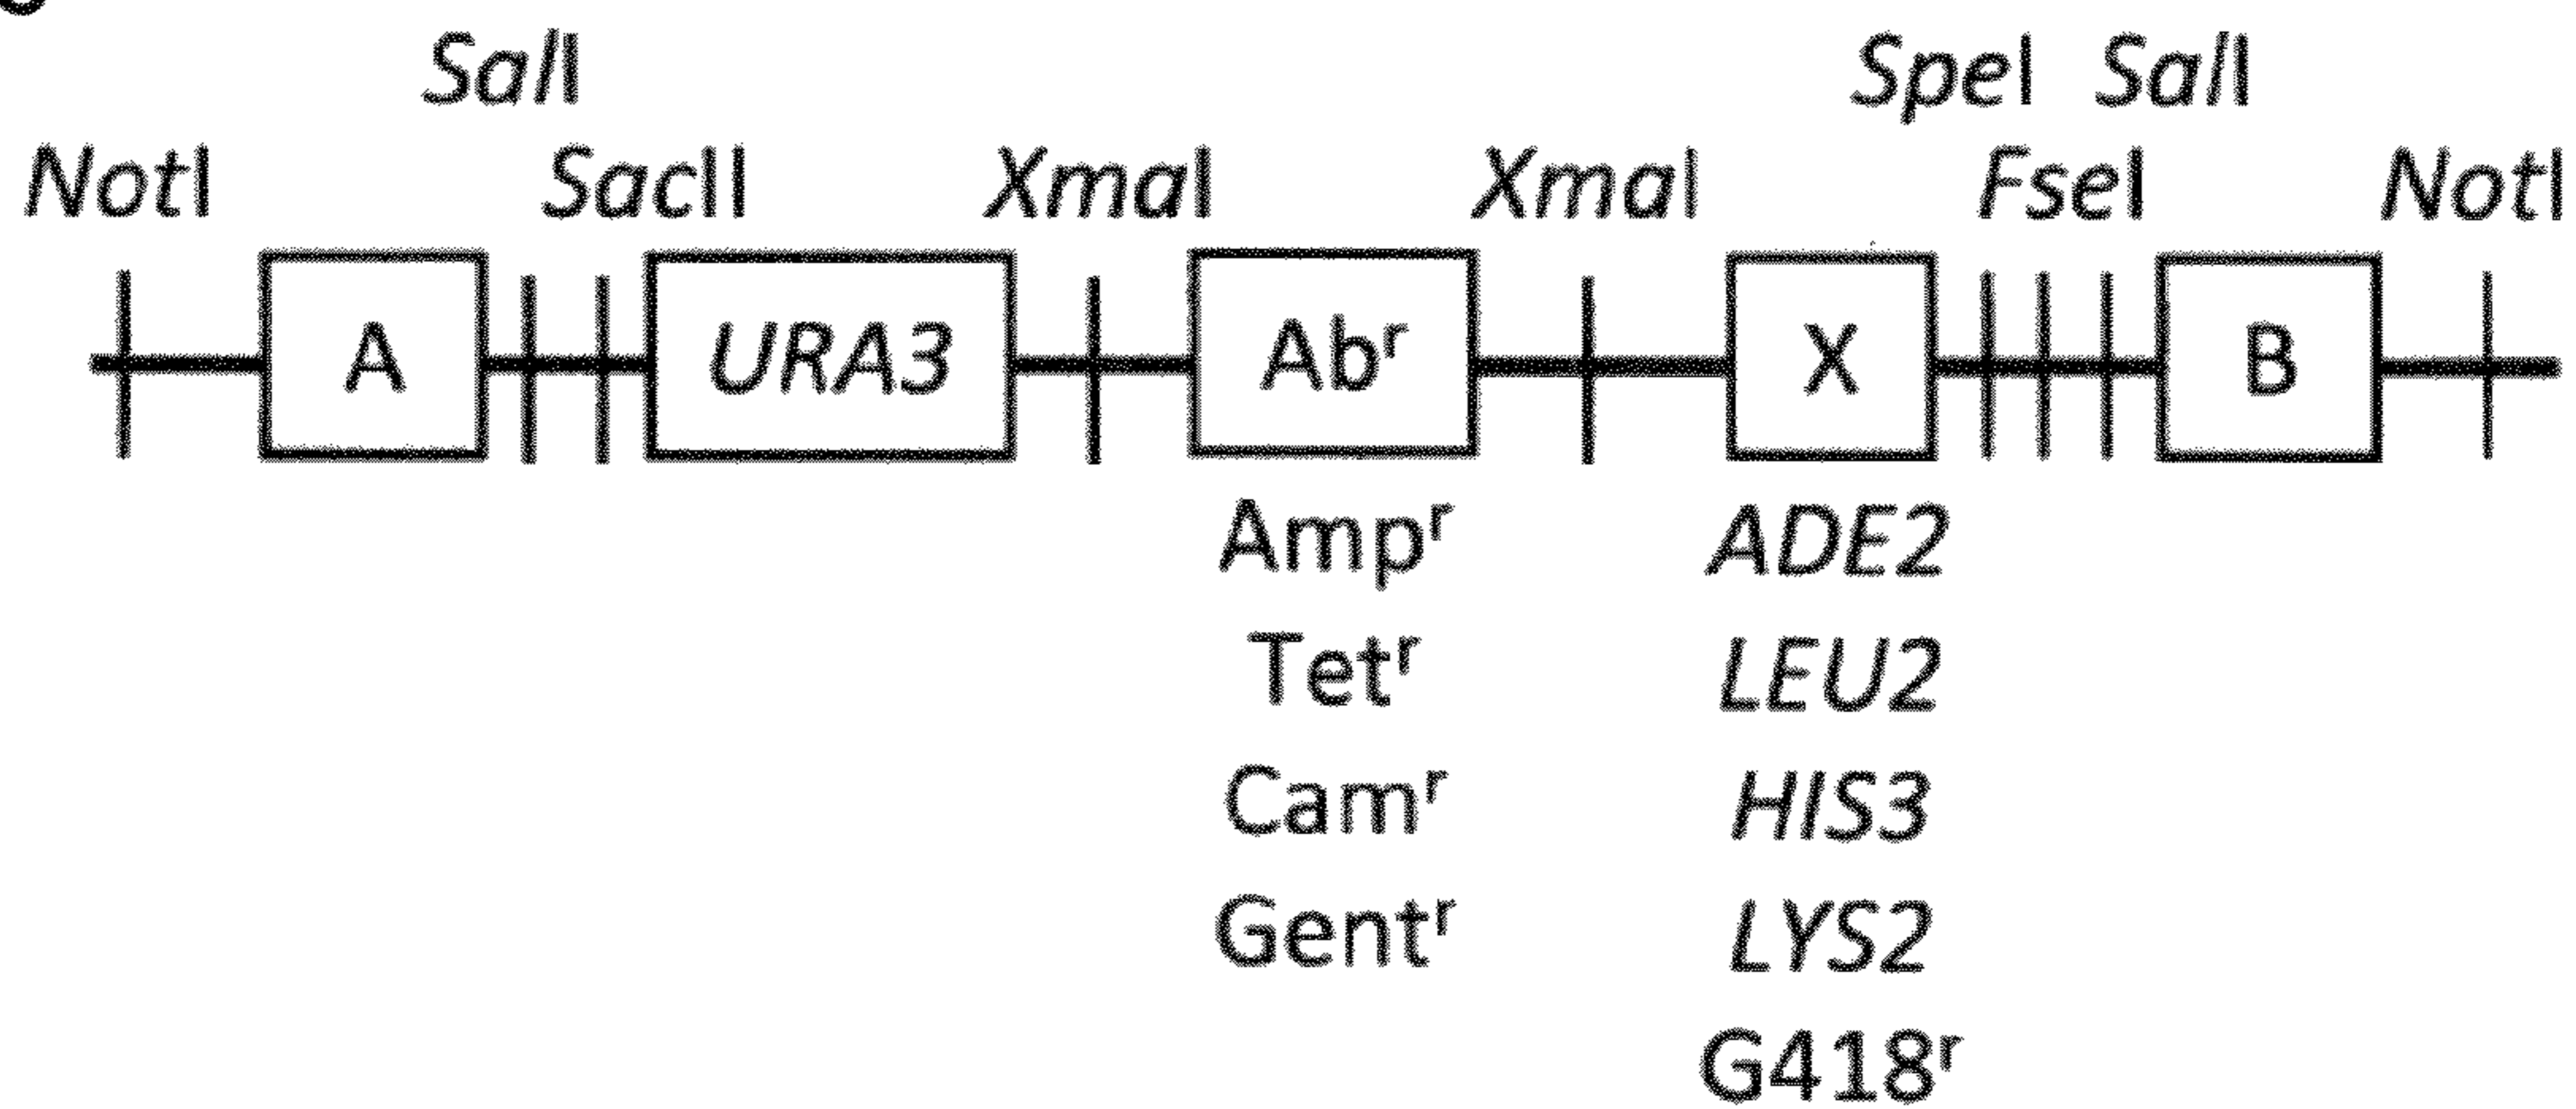 SalI SpeI SalI
NotI SacII XmaI XmaI FseI NotI
A URA3 Abʳ X B
Ampʳ ADE2
Tetʳ LEU2
Camʳ HIS3
Gentʳ LYS2
G418ʳ